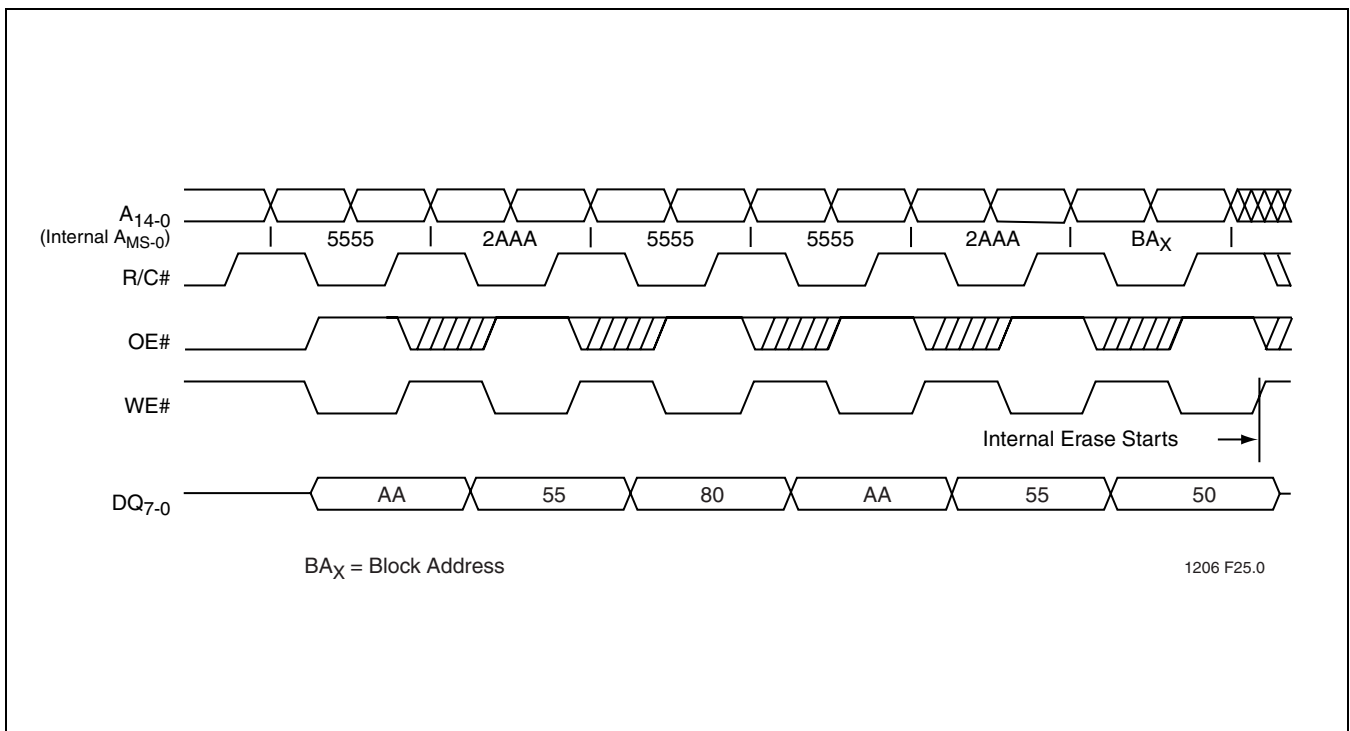 A14-0
(Internal AMS-0)
5555 2AAA 5555 5555 2AAA BAX
R/C#
OE#
WE#
Internal Erase Starts
DQ7-0
AA 55 80 AA 55 50
BAX = Block Address
1206 F25.0